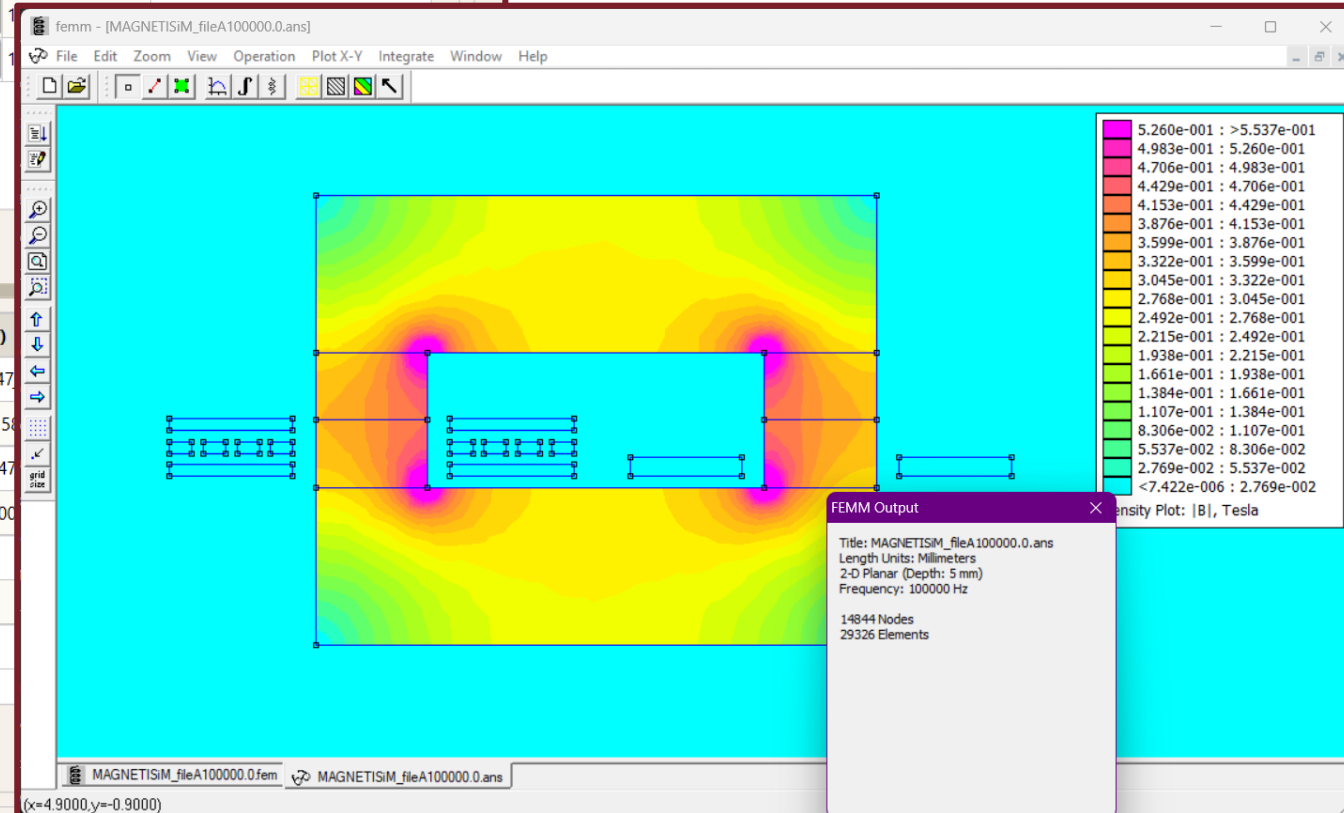 femm - [MAGNETISiM_fileA100000.0.ans]
File Edit Zoom View Operation Plot X-Y Integrate Window Help
5.260e-001 : >5.537e-001
4.983e-001 : 5.260e-001
4.706e-001 : 4.983e-001
4.429e-001 : 4.706e-001
4.153e-001 : 4.429e-001
3.876e-001 : 4.153e-001
3.599e-001 : 3.876e-001
3.322e-001 : 3.599e-001
3.045e-001 : 3.322e-001
2.768e-001 : 3.045e-001
2.492e-001 : 2.768e-001
2.215e-001 : 2.492e-001
1.938e-001 : 2.215e-001
1.661e-001 : 1.938e-001
1.384e-001 : 1.661e-001
1.107e-001 : 1.384e-001
8.306e-002 : 1.107e-001
5.537e-002 : 8.306e-002
2.769e-002 : 5.537e-002
<7.422e-006 : 2.769e-002
ensity Plot: |B|, Tesla
grid
size
FEMM Output
Title: MAGNETISiM_fileA100000.0.ans
Length Units: Millimeters
2-D Planar (Depth: 5 mm)
Frequency: 100000 Hz
14844 Nodes
29326 Elements
MAGNETISiM_fileA100000.0.fem
MAGNETISiM_fileA100000.0.ans
(x=4.9000,y=-0.9000)